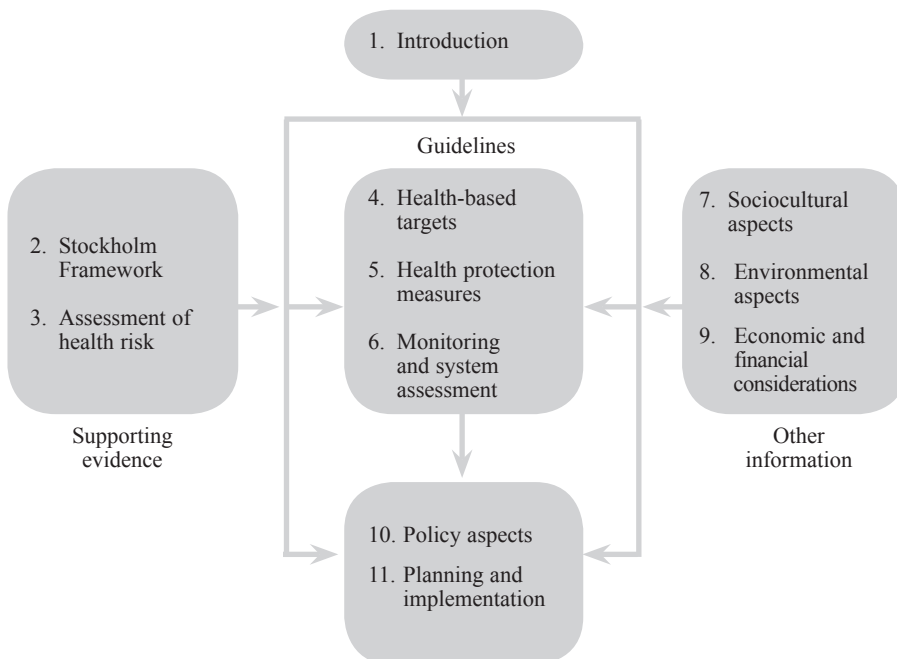 1. Introduction
Guidelines
2. Stockholm
Framework
3. Assessment of
health risk
Supporting
evidence
4. Health-based
targets
5. Health protection
measures
6. Monitoring
and system
assessment
7. Sociocultural
aspects
8. Environmental
aspects
9. Economic and
financial
considerations
Other
information
10. Policy aspects
11. Planning and
implementation